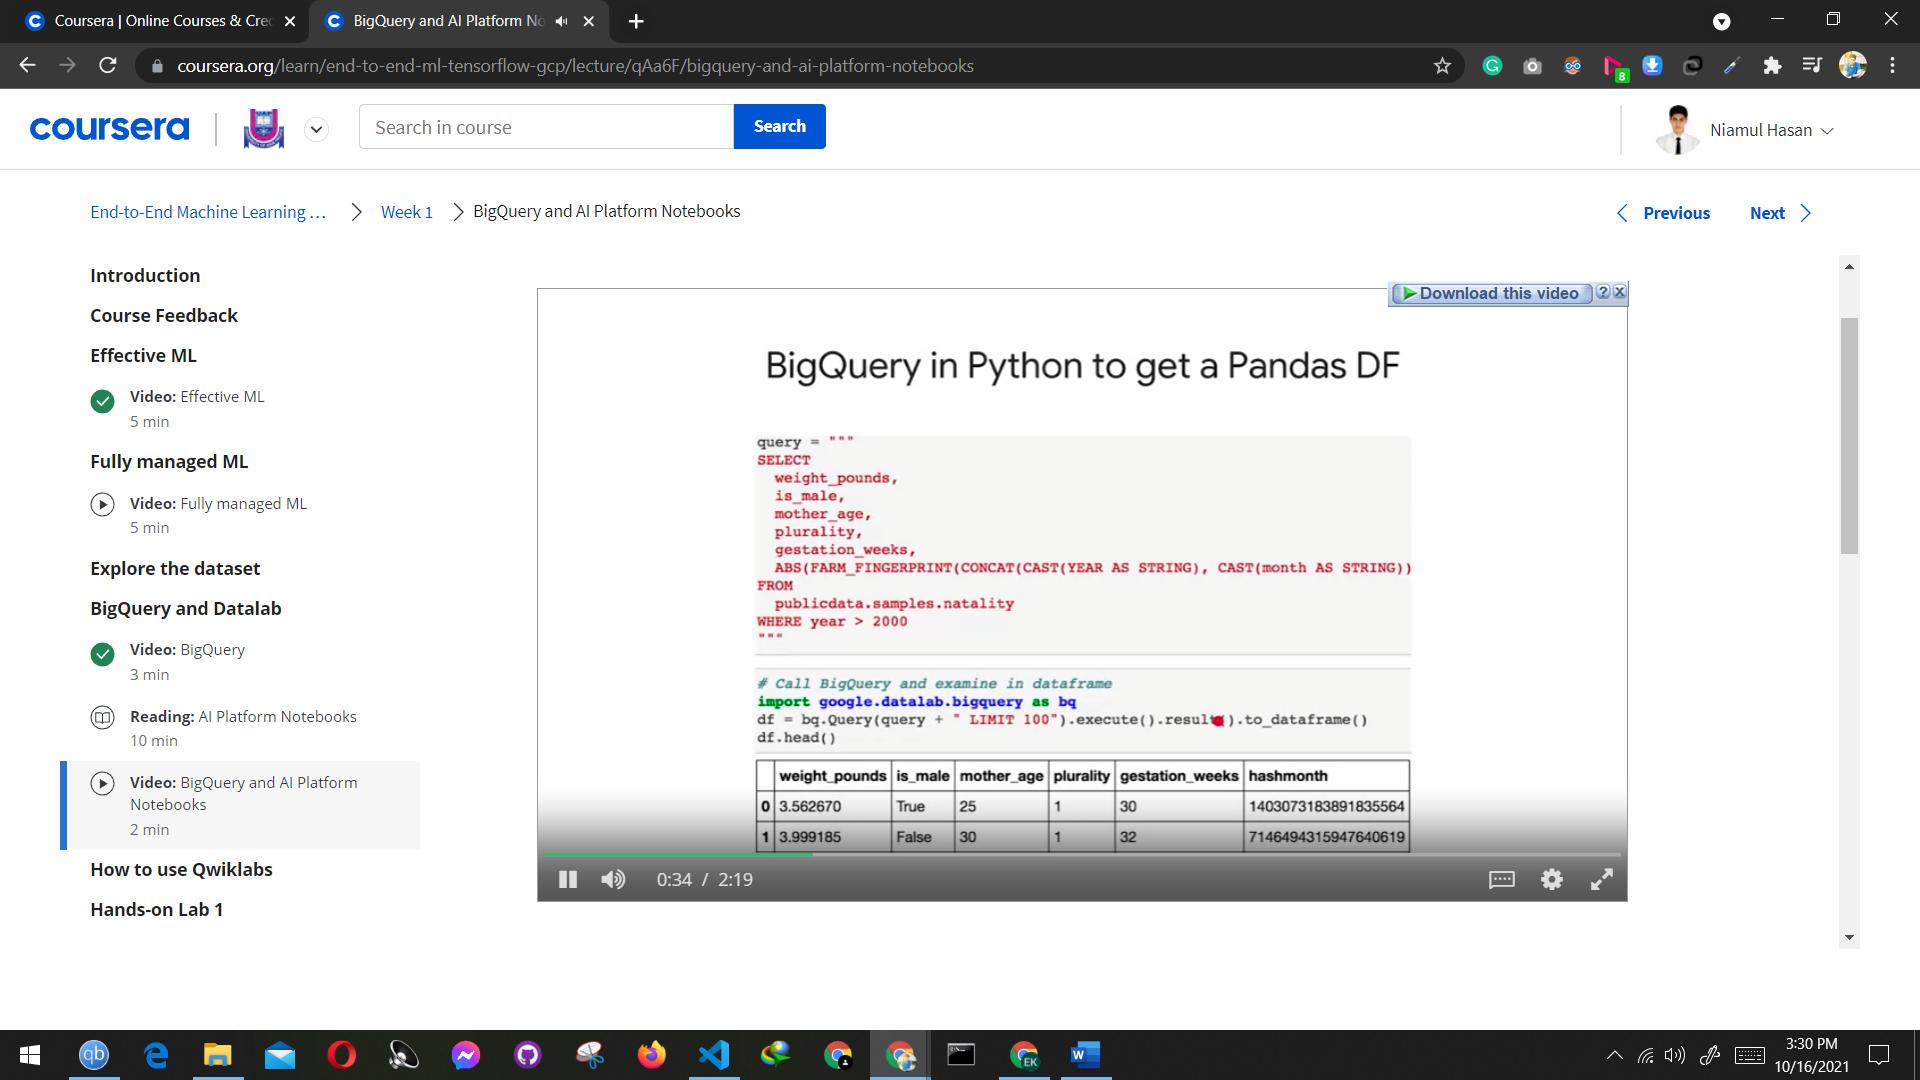 Coursera | Online Courses & Cre
BigQuery and AI Platform No
coursera.org/learn/end-to-end-ml-tensorflow-gcp/lecture/qAa6F/bigquery-and-ai-platform-notebooks
8
coursera
Search in course
Search
Niamul Hasan
End-to-End Machine Learning ...
Week 1
BigQuery and AI Platform Notebooks
Previous
Next
Introduction
Course Feedback
Effective ML
Video: Effective ML
5 min
Fully managed ML
Video: Fully managed ML
5 min
Explore the dataset
BigQuery and Datalab
Video: BigQuery
3 min
Reading: AI Platform Notebooks
10 min
Video: BigQuery and AI Platform
Notebooks
2 min
How to use Qwiklabs
Hands-on Lab 1
Download this video
BigQuery in Python to get a Pandas DF
query = """
SELECT
weight_pounds,
is_male,
mother_age,
plurality,
gestation_weeks,
ABS(FARM_FINGERPRINT(CONCAT(CAST(YEAR AS STRING), CAST(month AS STRING))
FROM
publicdata.samples.natality
WHERE year > 2000
"""
# Call BigQuery and examine in dataframe
import google.datalab.bigquery as bq
df = bq.Query(query + " LIMIT 100").execute().result().to_dataframe()
df.head()
weight_pounds is_male mother_age plurality gestation_weeks hashmonth
0 3.562670 True 25 1 30 1403073183891835564
1 3.999185 False 30 1 32 7146494315947640619
0:34 / 2:19
qb
EK
W
3:30 PM
10/16/2021